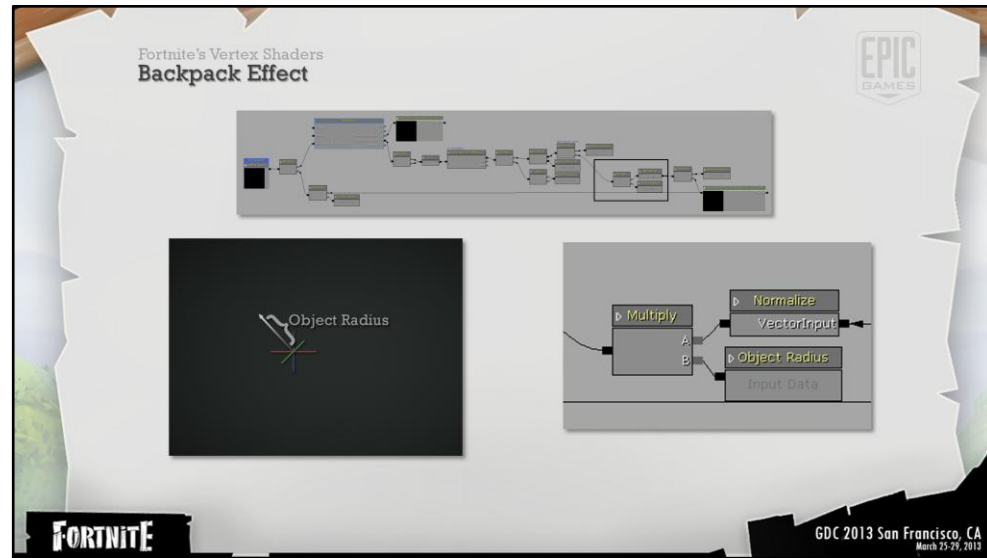 Fortnite's Vertex Shaders
Backpack Effect
EPIC
GAMES
Object Radius
Multiply
A
B
Normalize
VectorInput
Object Radius
Input Data
FORTNITE
GDC 2013 San Francisco, CA
March 25-29, 2013